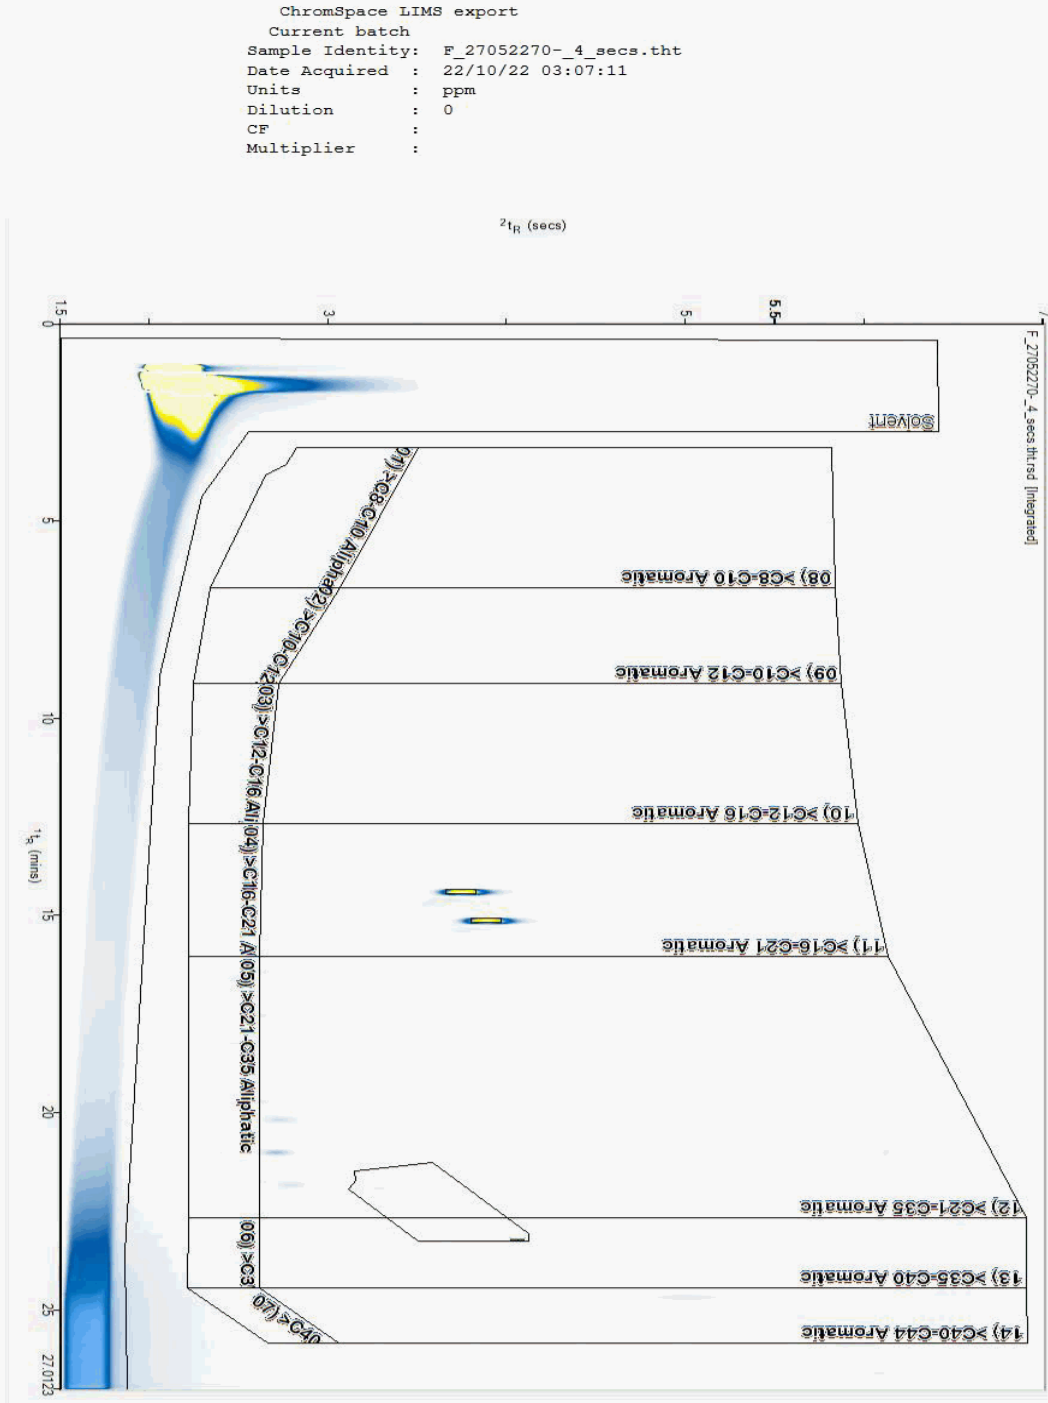 ChromSpace LIMS export
Current batch
Sample Identity: F_27052270-_4_secs.tht
Date Acquired : 22/10/22 03:07:11
Units : ppm
Dilution : 0
CF :
Multiplier :
²tR (secs)
1.5
3
5
5.5
7
F_27052270-_4_secs.tht.rsd [Integrated]
0
5
10
15
20
25
27.0123
¹tR (mins)
Solvent
01) >C8-C10 Alipha
02) >C10-C12
03) >C12-C16 Ali
04) >C16-C21 A
05) >C21-C35 Aliphatic
06) >C3
07) >C40
08) >C8-C10 Aromatic
09) >C10-C12 Aromatic
10) >C12-C16 Aromatic
11) >C16-C21 Aromatic
12) >C21-C35 Aromatic
13) >C35-C40 Aromatic
14) >C40-C44 Aromatic